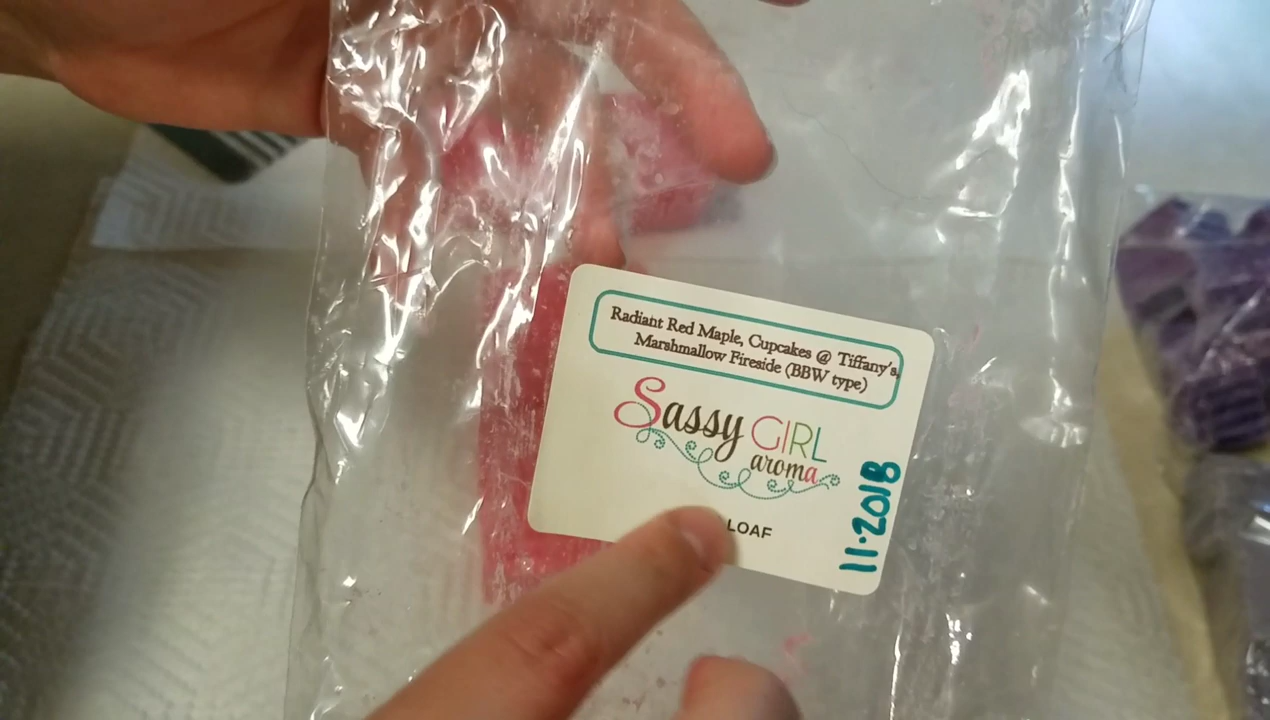 Radiant Red Maple, Cupcakes @ Tiffany's,
Marshmallow Fireside (BBW type)
Sassy GIRL
aroma
LOAF
11.2018